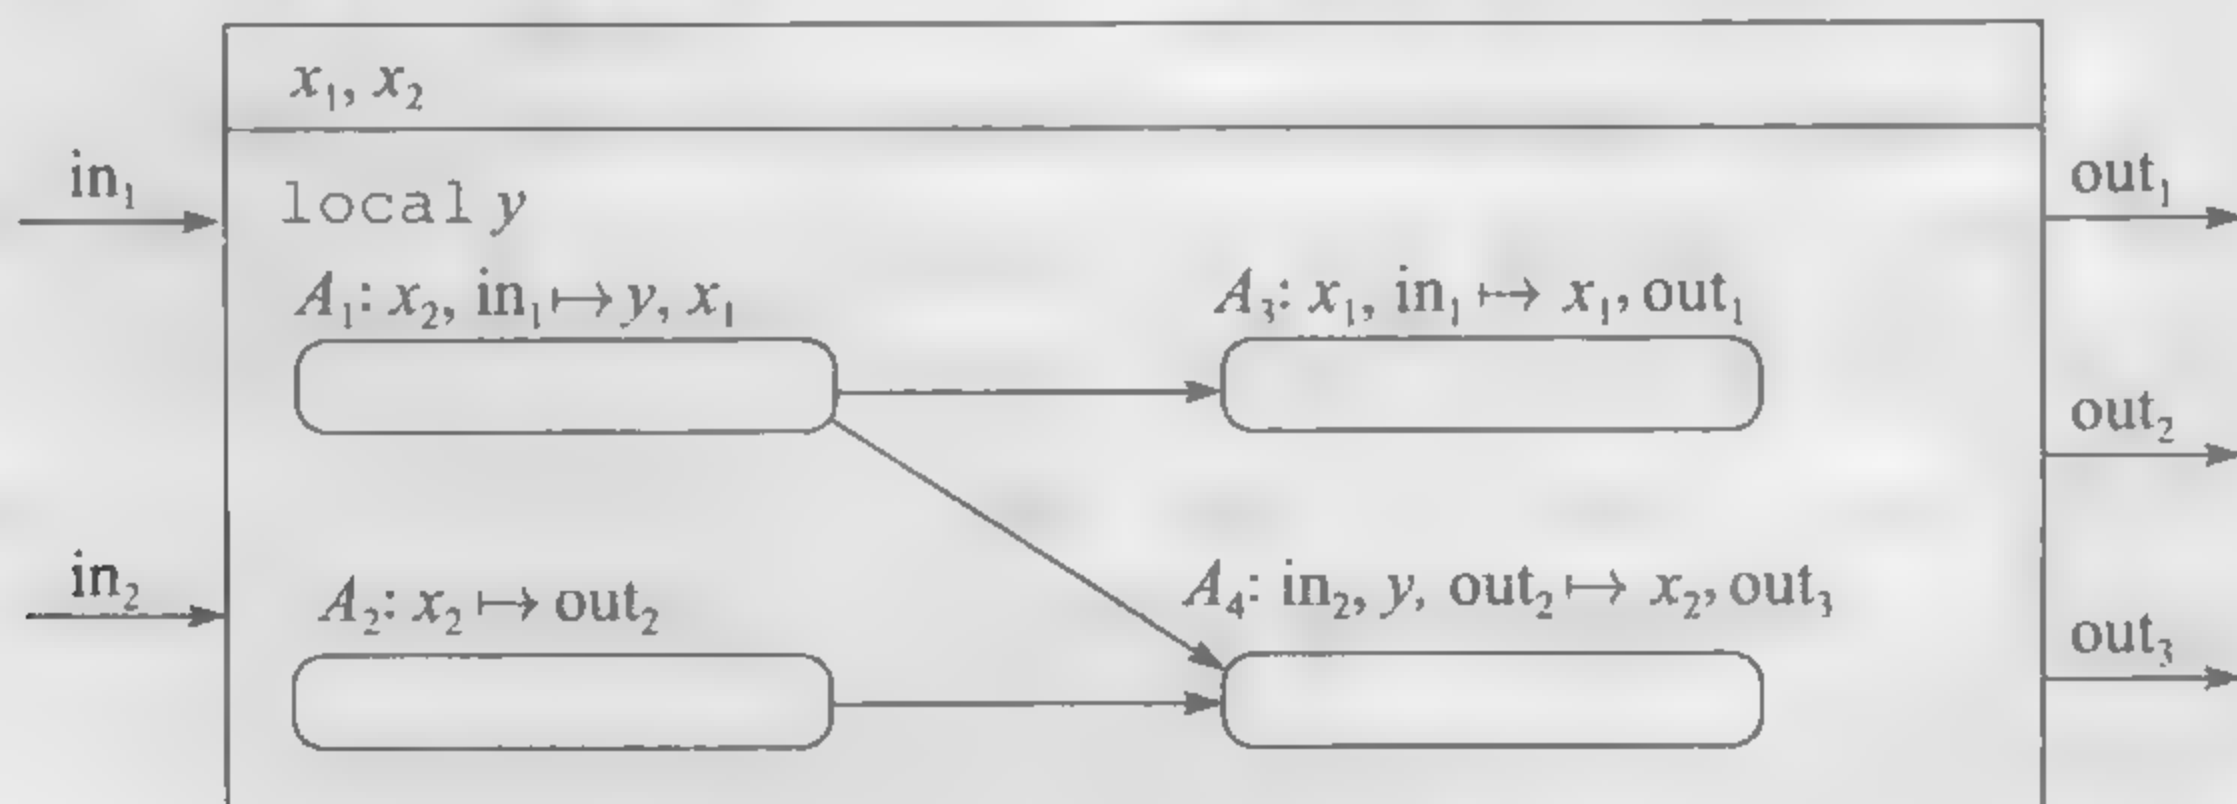 x₁, x₂
in₁
local y
out₁
A₁: x₂, in₁ ↦ y, x₁
A₃: x₁, in₁ ↦ x₁, out₁
out₂
in₂
A₂: x₂ ↦ out₂
A₄: in₂, y, out₂ ↦ x₂, out₃
out₃